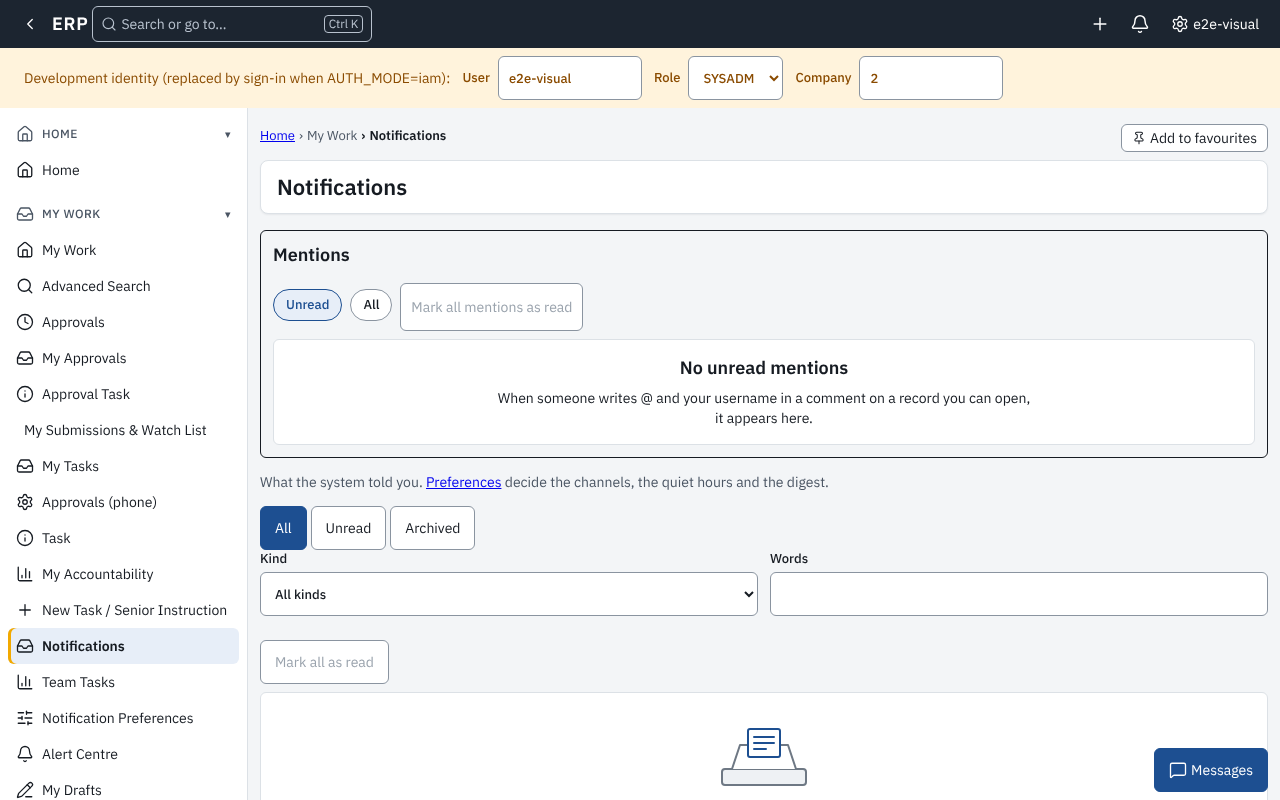 ERP
Search or go to...
Ctrl K
e2e-visual
Development identity (replaced by sign-in when AUTH_MODE=iam):
User
e2e-visual
Role
SYSADM
Company
2
HOME
Home
MY WORK
My Work
Advanced Search
Approvals
My Approvals
Approval Task
My Submissions & Watch List
My Tasks
Approvals (phone)
Task
My Accountability
New Task / Senior Instruction
Notifications
Team Tasks
Notification Preferences
Alert Centre
My Drafts
Home › My Work › Notifications
Add to favourites
Notifications
Mentions
Unread
All
Mark all mentions as read
No unread mentions
When someone writes @ and your username in a comment on a record you can open,
it appears here.
What the system told you. Preferences decide the channels, the quiet hours and the digest.
All
Unread
Archived
Kind
All kinds
Words
Mark all as read
Messages